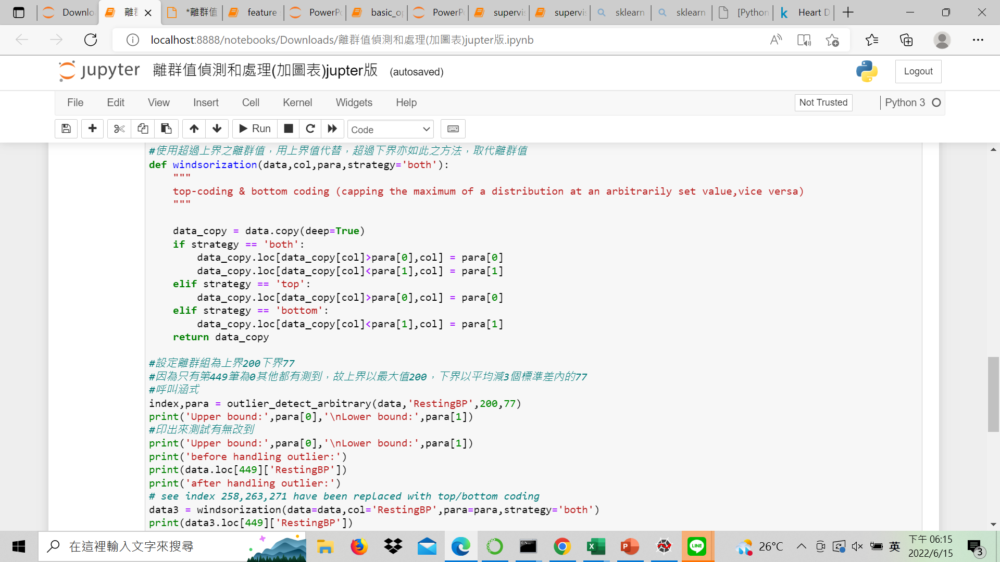 Downlo
離群
*離群值
feature
PowerPo
basic_op
PowerPo
supervis
supervis
sklearn
sklearn
[Python
Heart D
localhost:8888/notebooks/Downloads/離群值偵測和處理(加圖表)jupter版.ipynb
jupyter 離群值偵測和處理(加圖表)jupter版 (autosaved)
Logout
File Edit View Insert Cell Kernel Widgets Help
Not Trusted
Python 3
Run
Code
#使用超過上界之離群值，用上界值代替，超過下界亦如此之方法，取代離群值
def windsorization(data,col,para,strategy='both'):
    """
    top-coding & bottom coding (capping the maximum of a distribution at an arbitrarily set value,vice versa)
    """
    data_copy = data.copy(deep=True)
    if strategy == 'both':
        data_copy.loc[data_copy[col]>para[0],col] = para[0]
        data_copy.loc[data_copy[col]<para[1],col] = para[1]
    elif strategy == 'top':
        data_copy.loc[data_copy[col]>para[0],col] = para[0]
    elif strategy == 'bottom':
        data_copy.loc[data_copy[col]<para[1],col] = para[1]
    return data_copy
#設定離群組為上界200下界77
#因為只有第449筆為0其他都有測到，故上界以最大值200，下界以平均減3個標準差內的77
#呼叫涵式
index,para = outlier_detect_arbitrary(data,'RestingBP',200,77)
print('Upper bound:',para[0],'\nLower bound:',para[1])
#印出來測試有無改到
print('Upper bound:',para[0],'\nLower bound:',para[1])
print('before handling outlier:')
print(data.loc[449]['RestingBP'])
print('after handling outlier:')
# see index 258,263,271 have been replaced with top/bottom coding
data3 = windsorization(data=data,col='RestingBP',para=para,strategy='both')
print(data3.loc[449]['RestingBP'])
在這裡輸入文字來搜尋
LINE
26°C
英
下午 06:15
2022/6/15
3